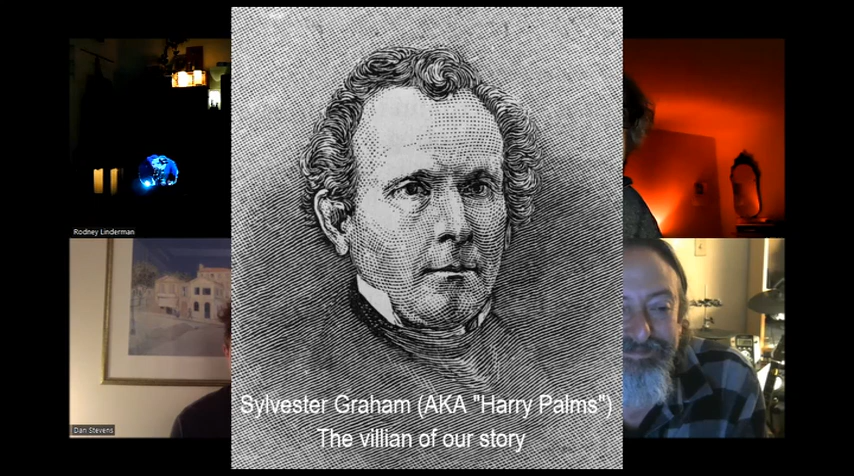 Rodney Linderman
Dan Stevens
Sylvester Graham (AKA "Harry Palms")
The villian of our story